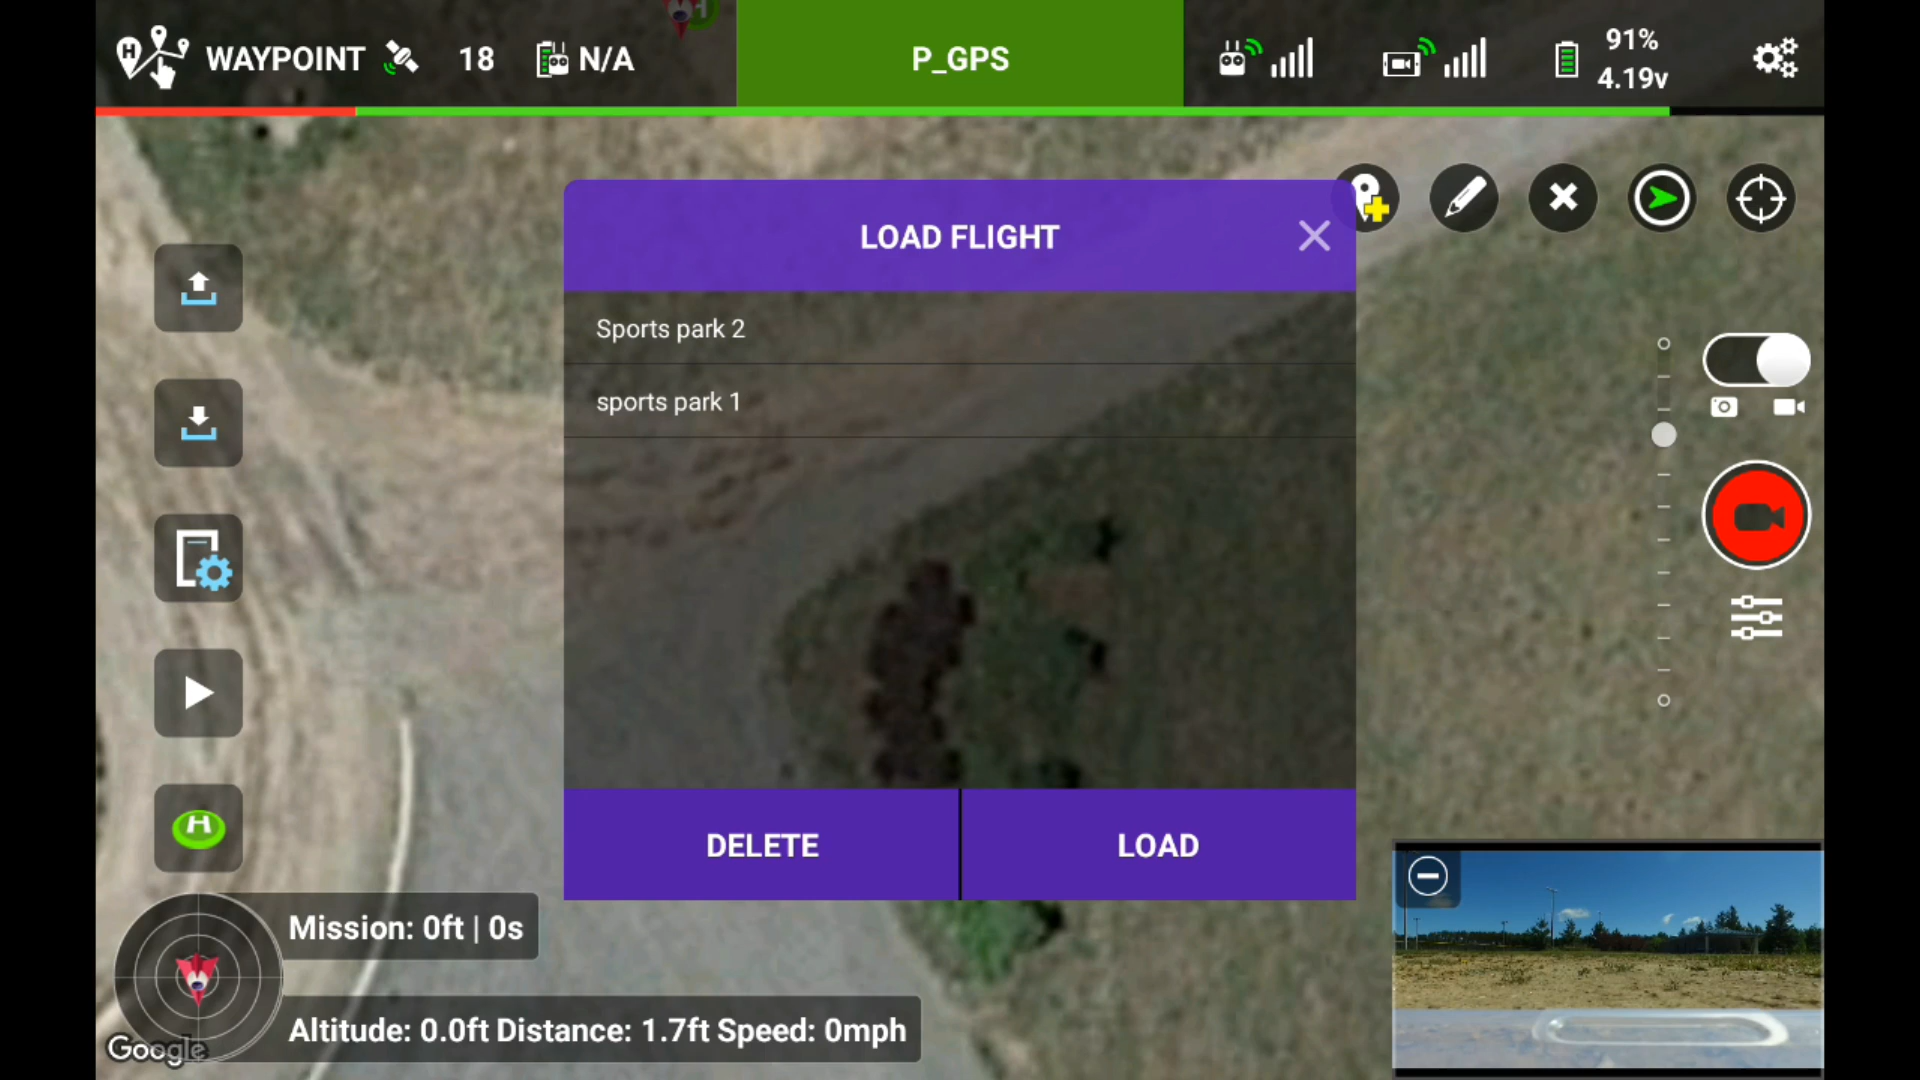 WAYPOINT
18
N/A
P_GPS
91%
4.19v
LOAD FLIGHT
Sports park 2
sports park 1
DELETE
LOAD
Mission: 0ft | 0s
Altitude: 0.0ft Distance: 1.7ft Speed: 0mph
Google